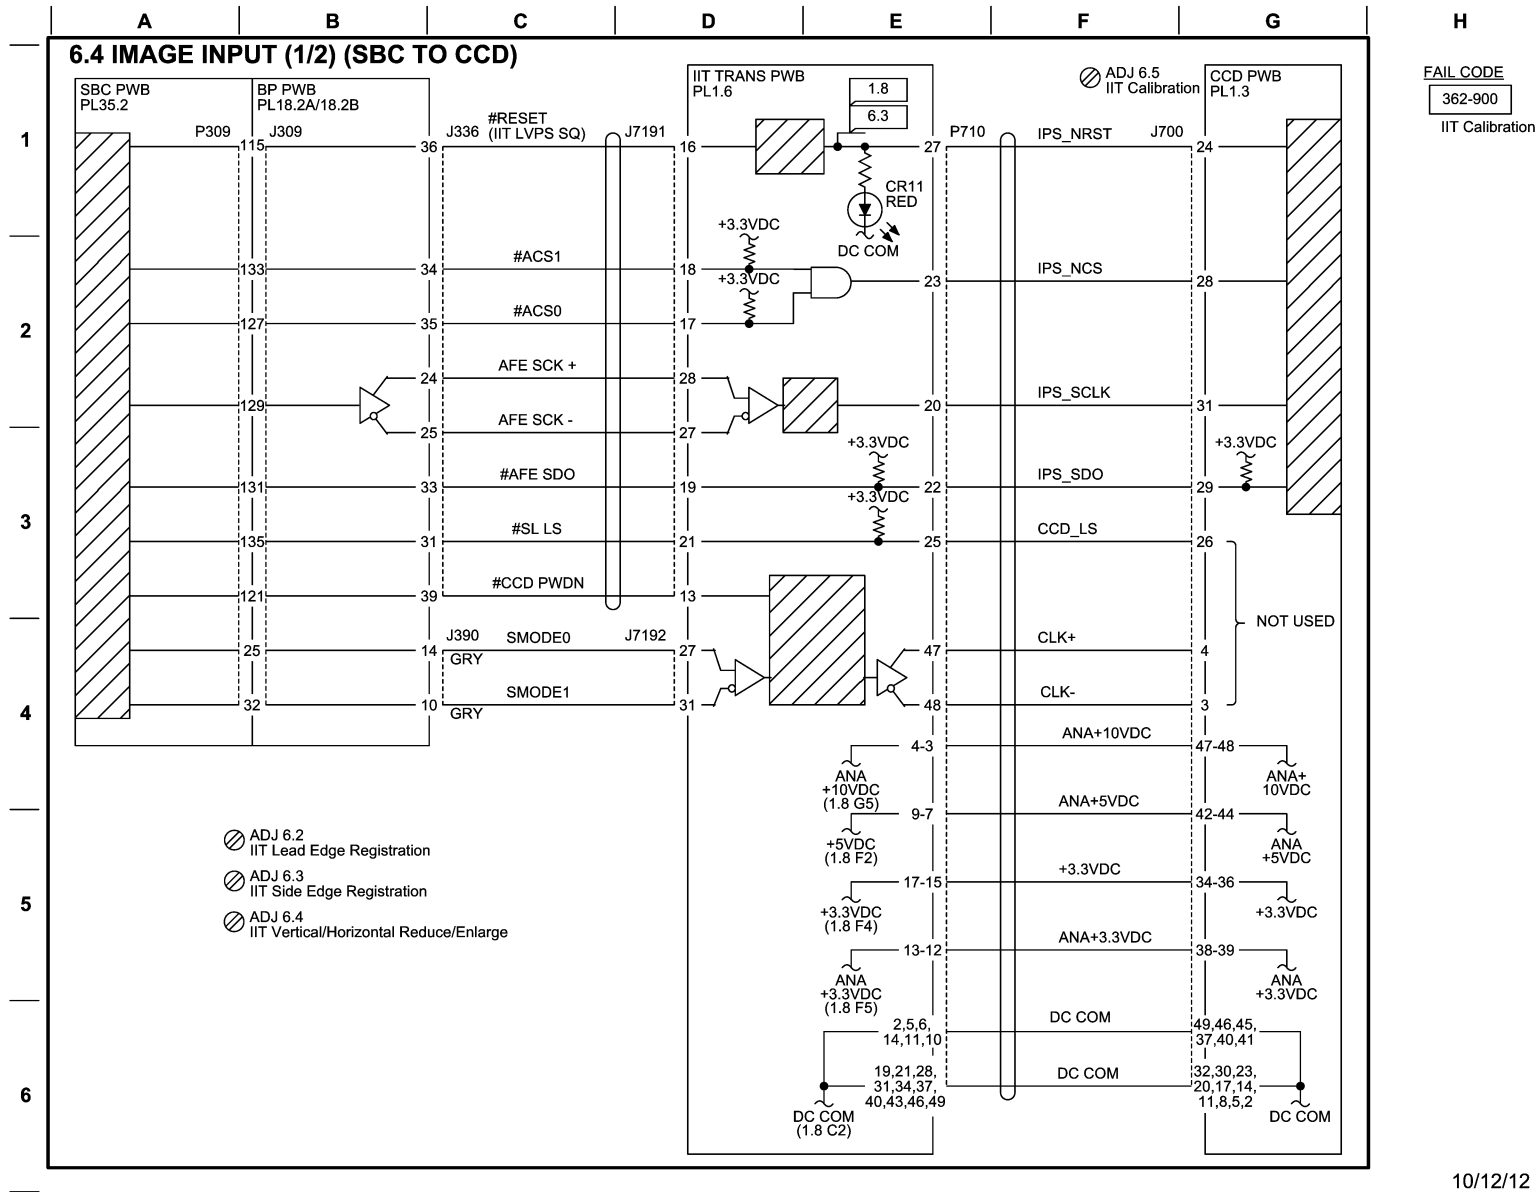 A B C D E F G H
6.4 IMAGE INPUT (1/2) (SBC TO CCD)
SBC PWB
PL35.2
BP PWB
PL18.2A/18.2B
IIT TRANS PWB
PL1.6
1.8
6.3
ADJ 6.5
IIT Calibration
CCD PWB
PL1.3
FAIL CODE
362-900
IIT Calibration
1
P309 J309 J336 #RESET
(IIT LVPS SQ) J7191 P710 IPS_NRST J700
115 36 16 27 24
CR11
RED
DC COM
+3.3VDC
133 34 #ACS1 18
+3.3VDC
23 IPS_NCS 28
2
127 35 #ACS0 17
24 AFE SCK + 28
129 20 IPS_SCLK 31
25 AFE SCK - 27
+3.3VDC +3.3VDC
131 33 #AFE SDO 19 22 IPS_SDO 29
+3.3VDC
3
135 31 #SL LS 21 25 CCD_LS 26
121 39 #CCD PWDN 13
NOT USED
J390 SMODE0 J7192 CLK+
25 14 GRY 27 47 4
SMODE1 CLK-
32 10 GRY 31 48 3
4
4-3 ANA+10VDC 47-48
ANA
+10VDC
(1.8 G5)
ANA+
10VDC
9-7 ANA+5VDC 42-44
+5VDC
(1.8 F2)
ANA
+5VDC
ADJ 6.2
IIT Lead Edge Registration
ADJ 6.3
IIT Side Edge Registration
ADJ 6.4
IIT Vertical/Horizontal Reduce/Enlarge
5
17-15 +3.3VDC 34-36
+3.3VDC
(1.8 F4)
+3.3VDC
13-12 ANA+3.3VDC 38-39
ANA
+3.3VDC
(1.8 F5)
ANA
+3.3VDC
2,5,6,
14,11,10
DC COM
49,46,45,
37,40,41
6
19,21,28,
31,34,37,
40,43,46,49
DC COM
32,30,23,
20,17,14,
11,8,5,2
DC COM
(1.8 C2)
DC COM
10/12/12